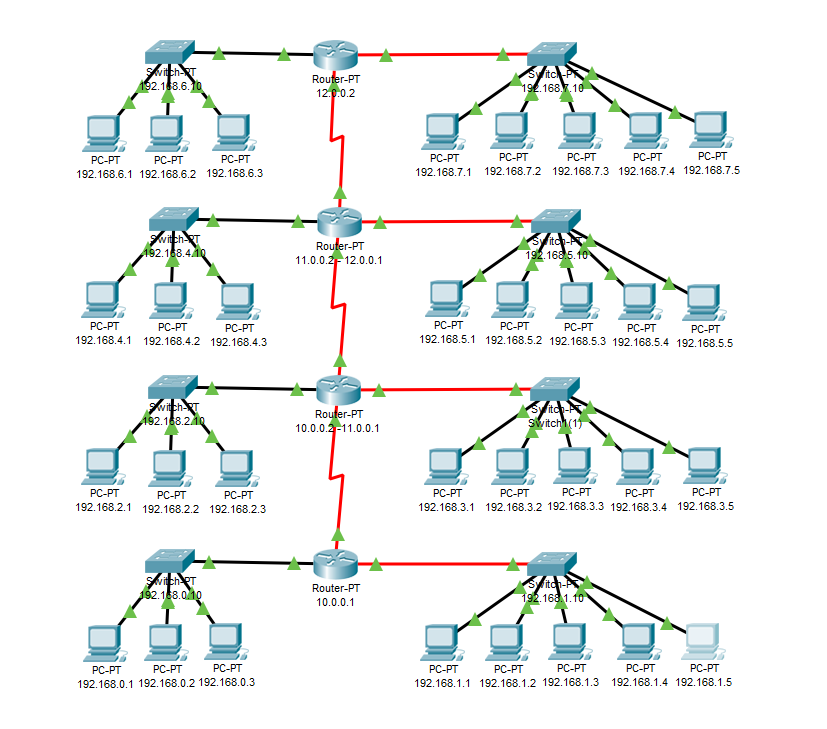 Switch-PT
192.168.6.10
Router-PT
12.0.0.2
Switch-PT
192.168.7.10
PC-PT
192.168.6.1
PC-PT
192.168.6.2
PC-PT
192.168.6.3
PC-PT
192.168.7.1
PC-PT
192.168.7.2
PC-PT
192.168.7.3
PC-PT
192.168.7.4
PC-PT
192.168.7.5
Switch-PT
192.168.4.10
Router-PT
11.0.0.2 - 12.0.0.1
Switch-PT
192.168.5.10
PC-PT
192.168.4.1
PC-PT
192.168.4.2
PC-PT
192.168.4.3
PC-PT
192.168.5.1
PC-PT
192.168.5.2
PC-PT
192.168.5.3
PC-PT
192.168.5.4
PC-PT
192.168.5.5
Switch-PT
192.168.2.10
Router-PT
10.0.0.2 -11.0.0.1
Switch-PT
Switch1(1)
PC-PT
192.168.2.1
PC-PT
192.168.2.2
PC-PT
192.168.2.3
PC-PT
192.168.3.1
PC-PT
192.168.3.2
PC-PT
192.168.3.3
PC-PT
192.168.3.4
PC-PT
192.168.3.5
Switch-PT
192.168.0.10
Router-PT
10.0.0.1
Switch-PT
192.168.1.10
PC-PT
192.168.0.1
PC-PT
192.168.0.2
PC-PT
192.168.0.3
PC-PT
192.168.1.1
PC-PT
192.168.1.2
PC-PT
192.168.1.3
PC-PT
192.168.1.4
PC-PT
192.168.1.5